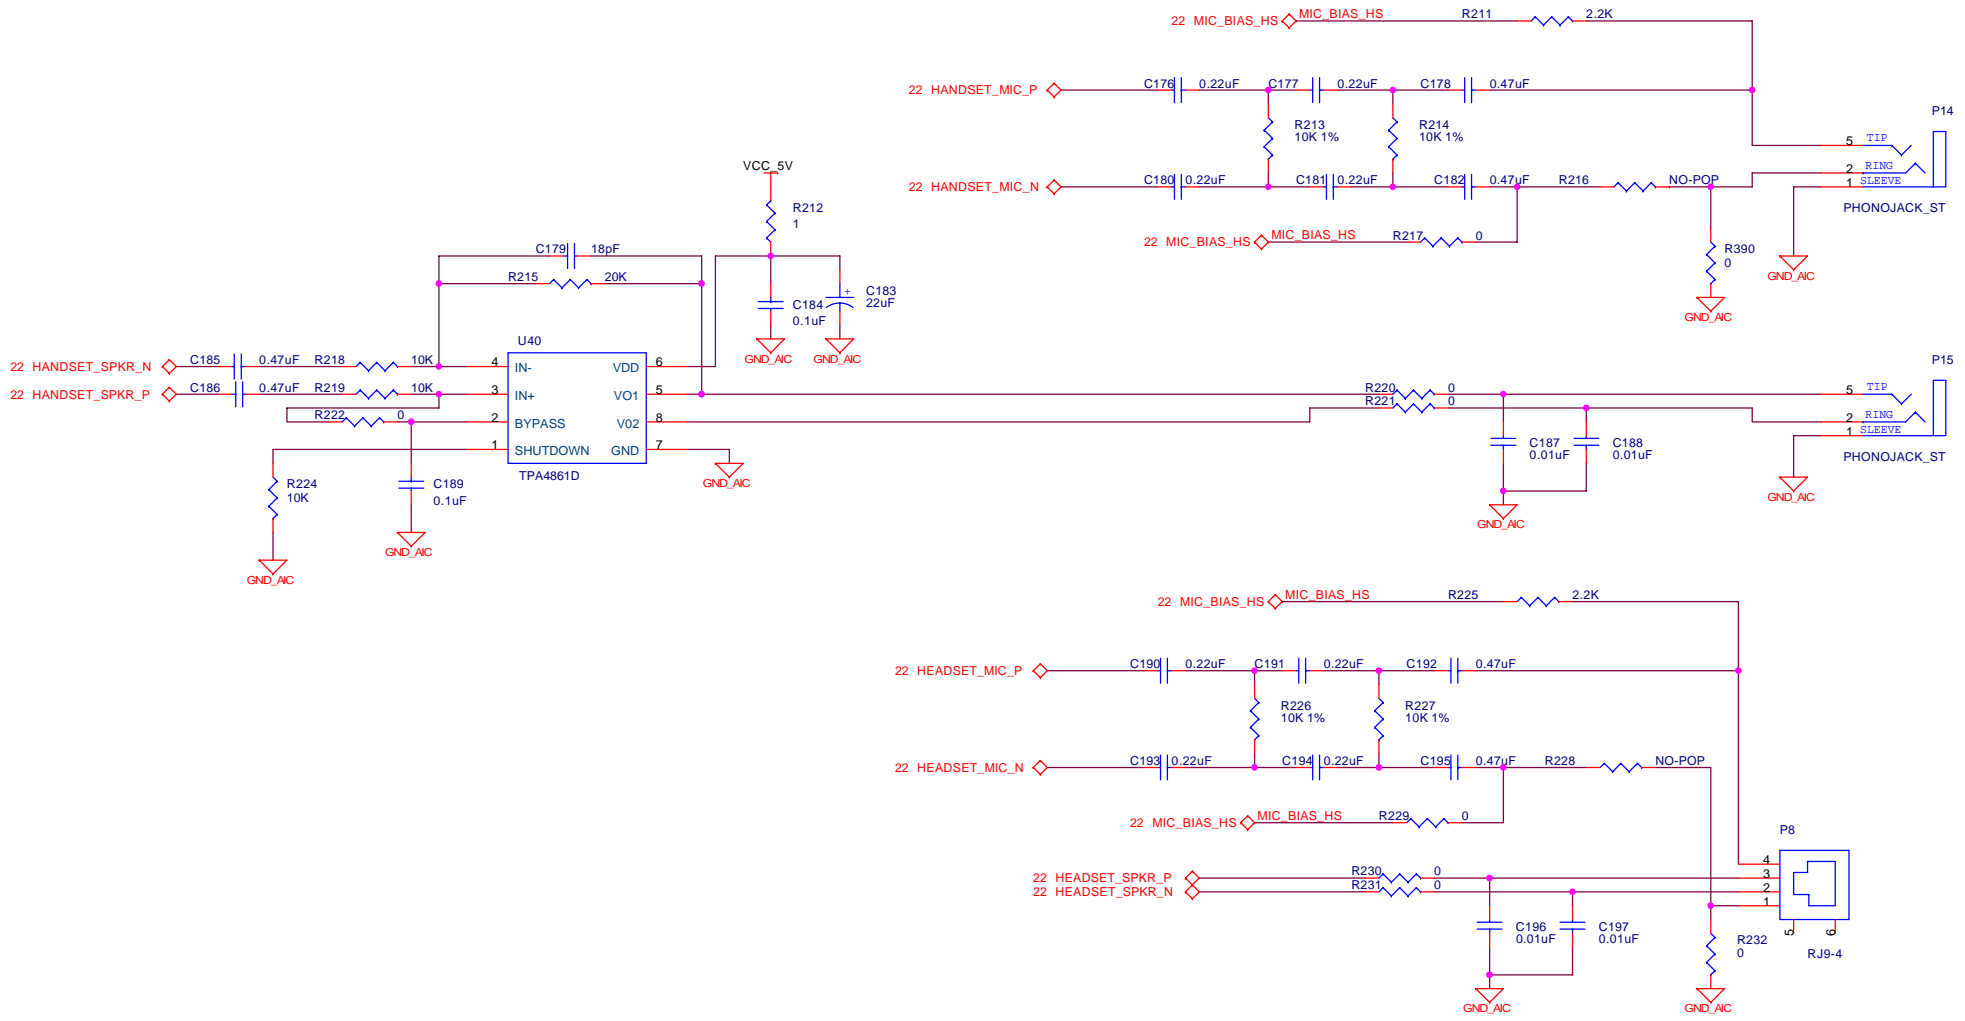 22 MIC_BIAS_HS MIC_BIAS_HS R211 2.2K
22 HANDSET_MIC_P C176 0.22uF C177 0.22uF C178 0.47uF
P14
R213
10K 1%
R214
10K 1%
5 TIP
2 RING
1 SLEEVE
PHONOJACK_ST
22 HANDSET_MIC_N C180 0.22uF C181 0.22uF C182 0.47uF R216 NO-POP
22 MIC_BIAS_HS MIC_BIAS_HS R217 0
R390
0
GND_AIC
GND_AIC
VCC_5V
R212
1
C179 18pF
R215 20K
C184
0.1uF
C183
22uF
+
GND_AIC
GND_AIC
U40
22 HANDSET_SPKR_N C185 0.47uF R218 10K 4 IN- VDD 6
22 HANDSET_SPKR_P C186 0.47uF R219 10K 3 IN+ VO1 5
R222 0 2 BYPASS V02 8
1 SHUTDOWN GND 7
TPA4861D
GND_AIC
R224
10K
C189
0.1uF
GND_AIC
GND_AIC
P15
R220 0
R221 0
5 TIP
2 RING
1 SLEEVE
PHONOJACK_ST
C187
0.01uF
C188
0.01uF
GND_AIC
GND_AIC
22 MIC_BIAS_HS MIC_BIAS_HS R225 2.2K
22 HEADSET_MIC_P C190 0.22uF C191 0.22uF C192 0.47uF
R226
10K 1%
R227
10K 1%
22 HEADSET_MIC_N C193 0.22uF C194 0.22uF C195 0.47uF R228 NO-POP
22 MIC_BIAS_HS MIC_BIAS_HS R229 0
P8
22 HEADSET_SPKR_P R230 0
22 HEADSET_SPKR_N R231 0
4
3
2
1
5 6
RJ9-4
C196
0.01uF
C197
0.01uF
R232
0
GND_AIC
GND_AIC